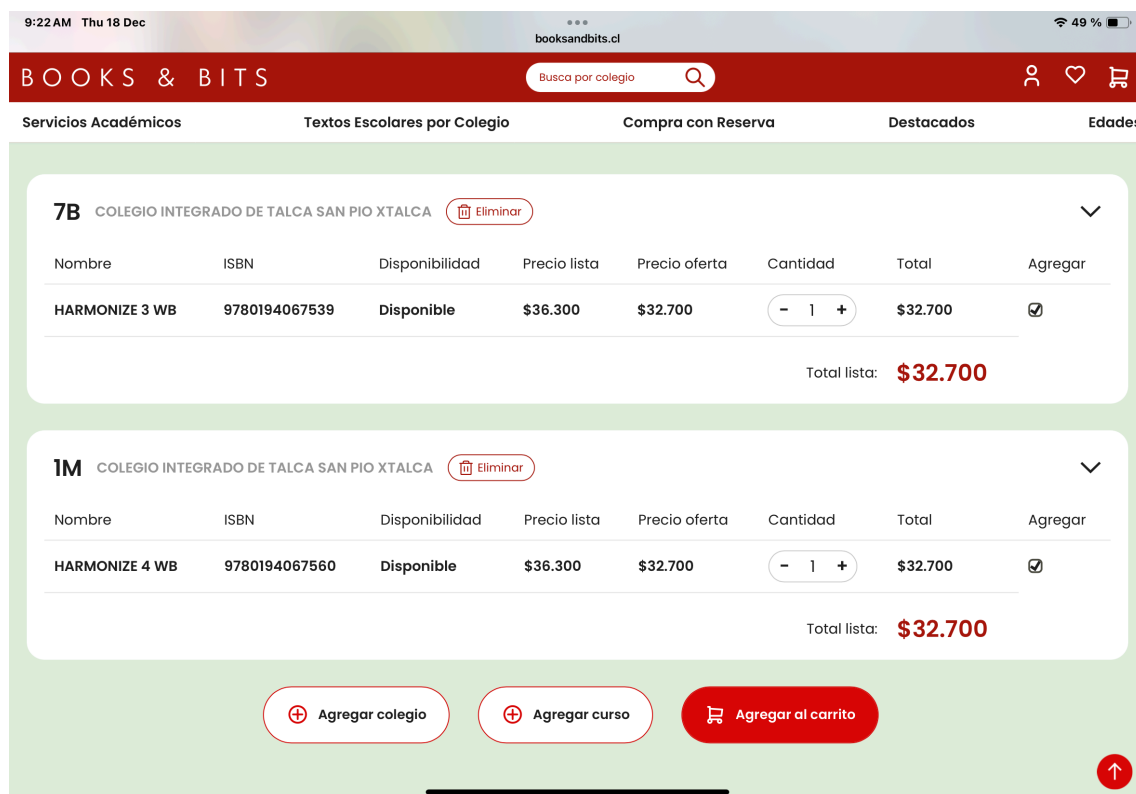 9:22 AM Thu 18 Dec
49 %
booksandbits.cl
BOOKS & BITS
Busca por colegio
Servicios Académicos Textos Escolares por Colegio Compra con Reserva Destacados Edades
7B COLEGIO INTEGRADO DE TALCA SAN PIO XTALCA Eliminar
Nombre ISBN Disponibilidad Precio lista Precio oferta Cantidad Total Agregar
HARMONIZE 3 WB 9780194067539 Disponible $36.300 $32.700 - 1 + $32.700
Total lista: $32.700
1M COLEGIO INTEGRADO DE TALCA SAN PIO XTALCA Eliminar
Nombre ISBN Disponibilidad Precio lista Precio oferta Cantidad Total Agregar
HARMONIZE 4 WB 9780194067560 Disponible $36.300 $32.700 - 1 + $32.700
Total lista: $32.700
Agregar colegio Agregar curso Agregar al carrito